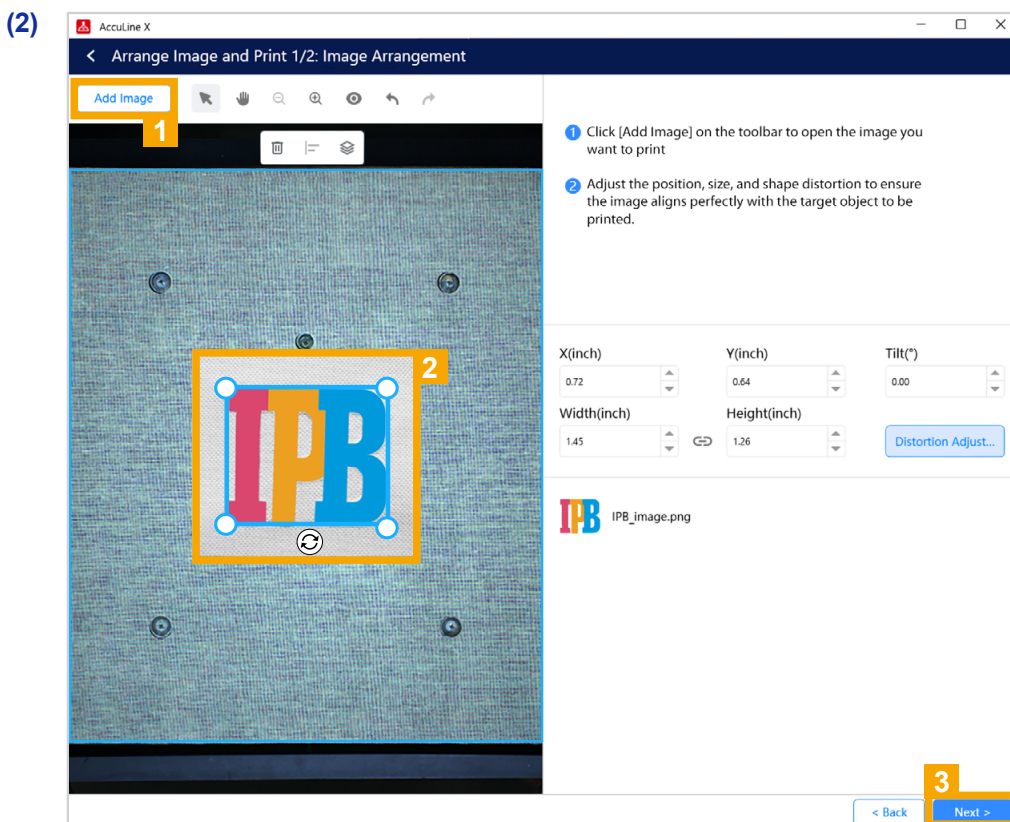 (2)
AccuLine X
Arrange Image and Print 1/2: Image Arrangement
Add Image
1
1 Click [Add Image] on the toolbar to open the image you
want to print
2 Adjust the position, size, and shape distortion to ensure
the image aligns perfectly with the target object to be
printed.
2
IPB
X(inch) Y(inch) Tilt(°)
0.72 0.64 0.00
Width(inch) Height(inch)
1.45 1.26 Distortion Adjust...
IPB IPB_image.png
3
< Back Next >